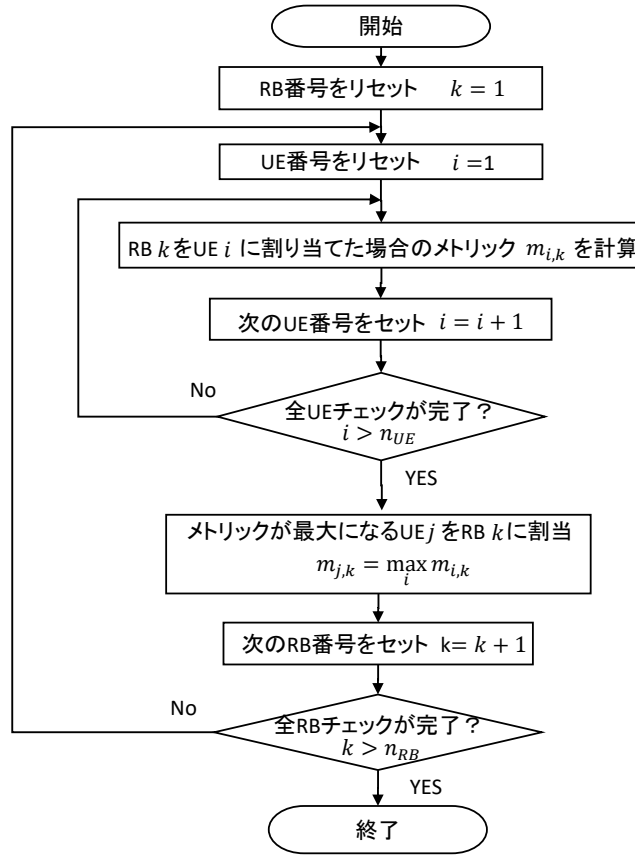 開始
RB番号をリセット k = 1
UE番号をリセット i =1
RB k をUE i に割り当てた場合のメトリック m_{i,k} を計算
次のUE番号をセット i = i + 1
No
全UEチェックが完了？
i > n_{UE}
YES
メトリックが最大になるUE j をRB k に割当
m_{j,k} = max_i m_{i,k}
次のRB番号をセット k= k + 1
No
全RBチェックが完了？
k > n_{RB}
YES
終了